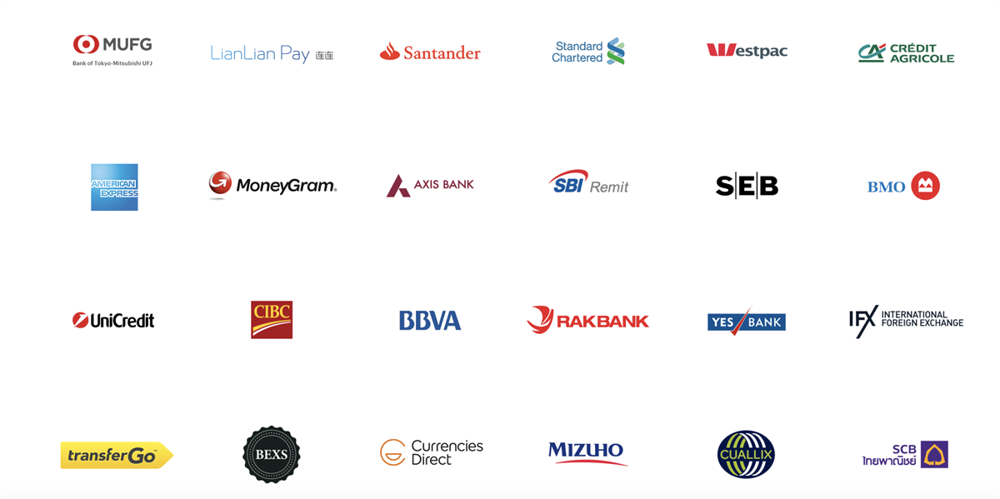 MUFG
Bank of Tokyo-Mitsubishi UFJ
LianLian Pay 连连
Santander
Standard
Chartered
Westpac
CRÉDIT
AGRICOLE
AMERICAN
EXPRESS
MoneyGram®
AXIS BANK
SBI Remit
S|E|B
BMO
UniCredit
CIBC
BBVA
RAKBANK
YES BANK
IFX INTERNATIONAL
FOREIGN EXCHANGE
transferGo™
BEXS
Currencies
Direct
MIZUHO
CUALLIX
SCB
ไทยพาณิชย์